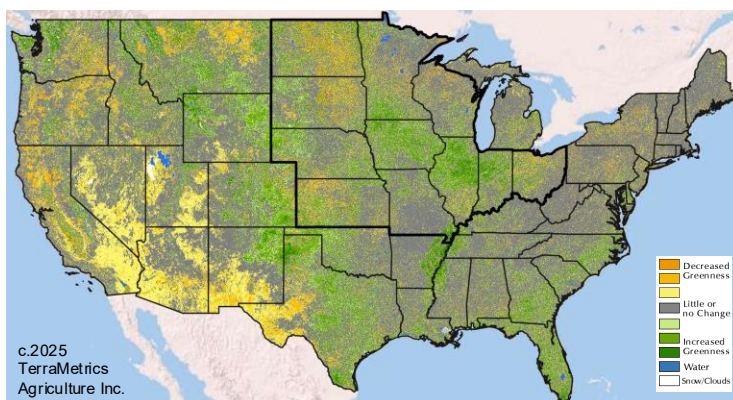 Decreased
Greenness
Little or
no Change
Increased
Greenness
Water
Snow/Clouds
c.2025
TerraMetrics
Agriculture Inc.